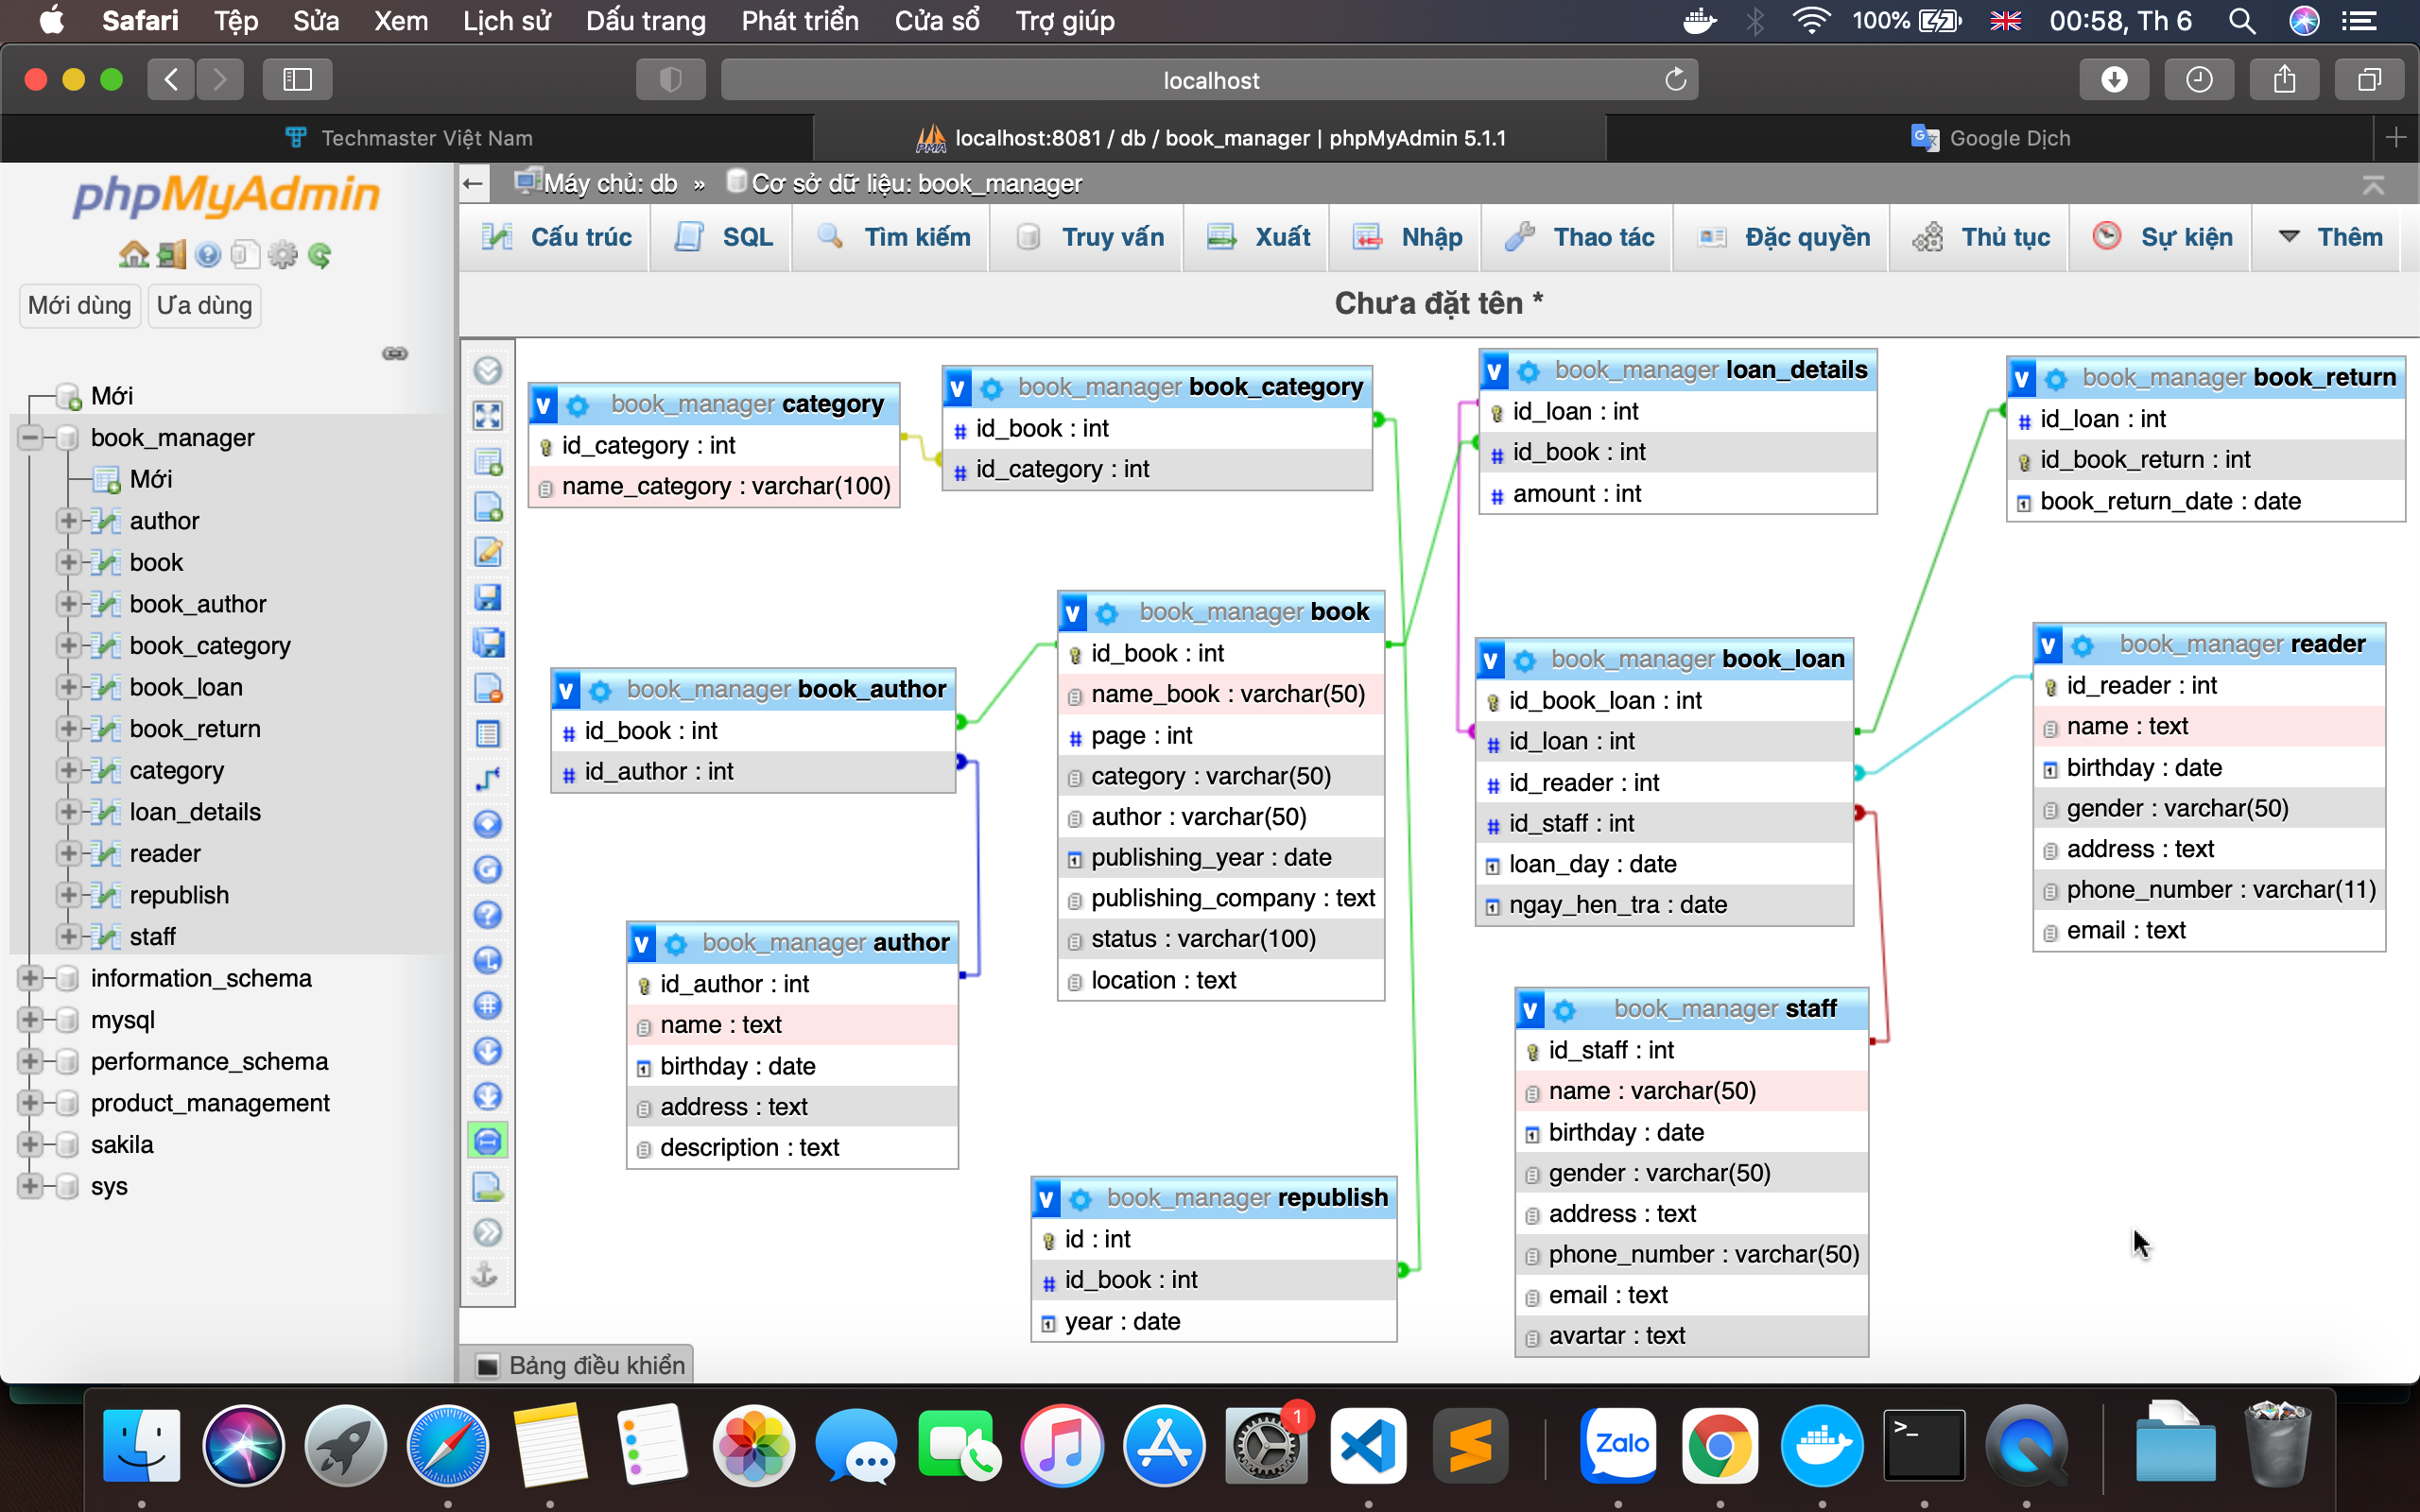 Safari Tệp Sửa Xem Lịch sử Dấu trang Phát triển Cửa sổ Trợ giúp 100% 00:58, Th 6
localhost
Techmaster Việt Nam
localhost:8081 / db / book_manager | phpMyAdmin 5.1.1
Google Dịch
phpMyAdmin
Mới dùng Ưa dùng
Mới
book_manager
Mới
author
book
book_author
book_category
book_loan
book_return
category
loan_details
reader
republish
staff
information_schema
mysql
performance_schema
product_management
sakila
sys
Máy chủ: db » Cơ sở dữ liệu: book_manager
Cấu trúc SQL Tìm kiếm Truy vấn Xuất Nhập Thao tác Đặc quyền Thủ tục Sự kiện Thêm
Chưa đặt tên *
v book_manager category
id_category : int
name_category : varchar(100)
v book_manager book_category
# id_book : int
# id_category : int
v book_manager loan_details
id_loan : int
# id_book : int
# amount : int
v book_manager book_return
# id_loan : int
id_book_return : int
book_return_date : date
v book_manager book_author
# id_book : int
# id_author : int
v book_manager book
id_book : int
name_book : varchar(50)
# page : int
category : varchar(50)
author : varchar(50)
publishing_year : date
publishing_company : text
status : varchar(100)
location : text
v book_manager book_loan
id_book_loan : int
# id_loan : int
# id_reader : int
# id_staff : int
loan_day : date
ngay_hen_tra : date
v book_manager reader
id_reader : int
name : text
birthday : date
gender : varchar(50)
address : text
phone_number : varchar(11)
email : text
v book_manager author
id_author : int
name : text
birthday : date
address : text
description : text
v book_manager republish
id : int
# id_book : int
year : date
v book_manager staff
id_staff : int
name : varchar(50)
birthday : date
gender : varchar(50)
address : text
phone_number : varchar(50)
email : text
avartar : text
Bảng điều khiển
1
Zalo
>_